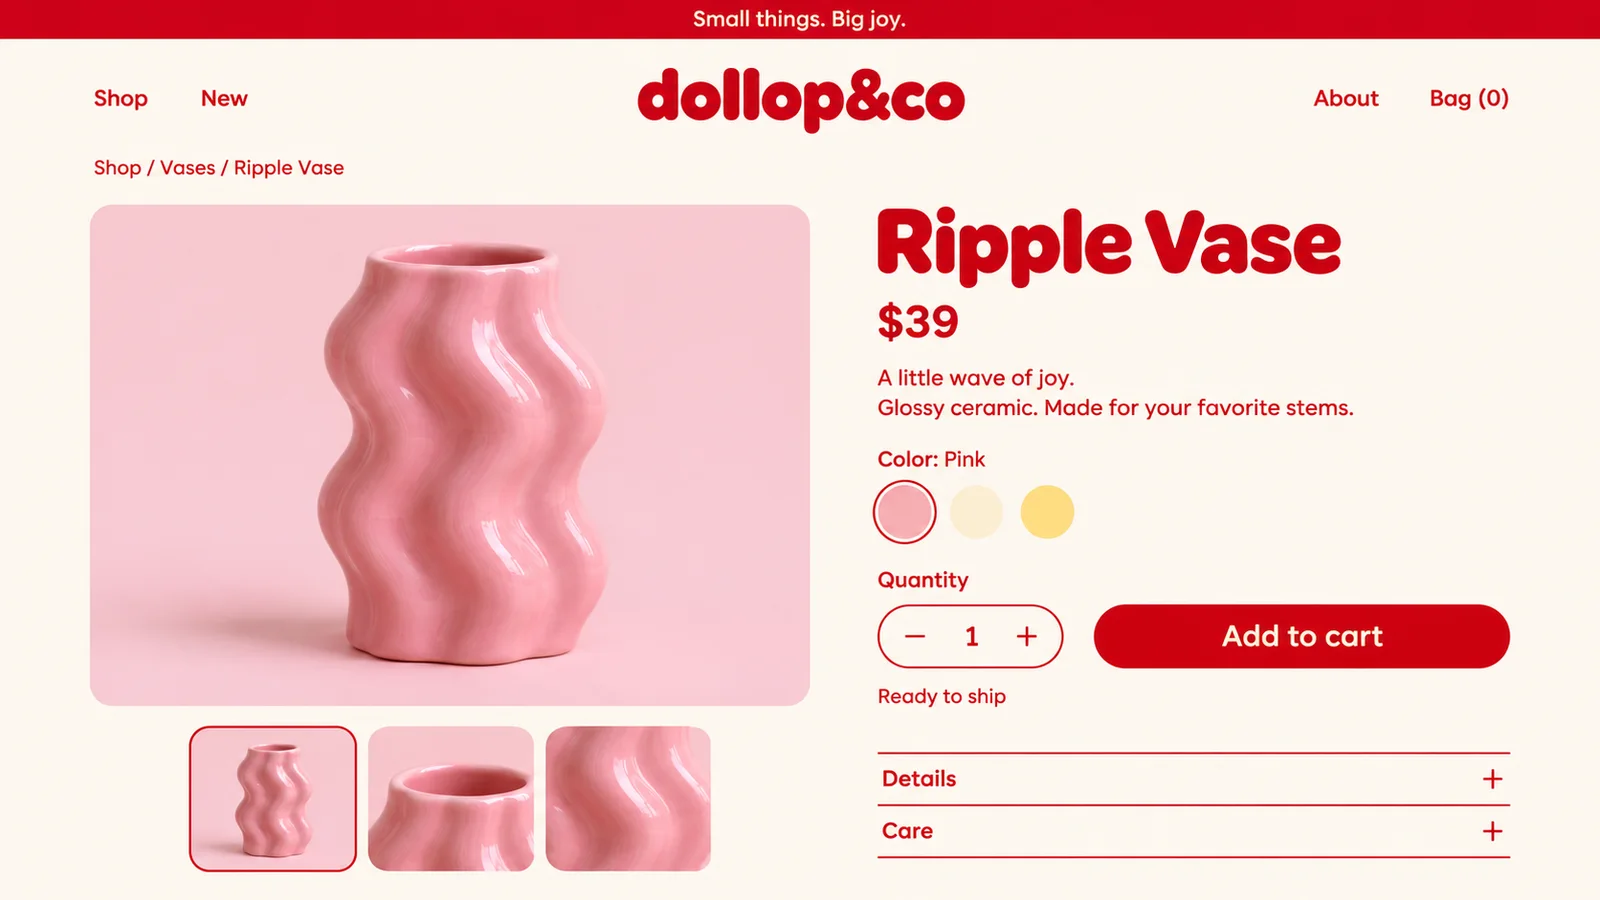 Small things. Big joy.
Shop
New
dollop&co
About
Bag (0)
Shop / Vases / Ripple Vase
Ripple Vase
$39
A little wave of joy.
Glossy ceramic. Made for your favorite stems.
Color: Pink
Quantity
− 1 +
Add to cart
Ready to ship
Details +
Care +